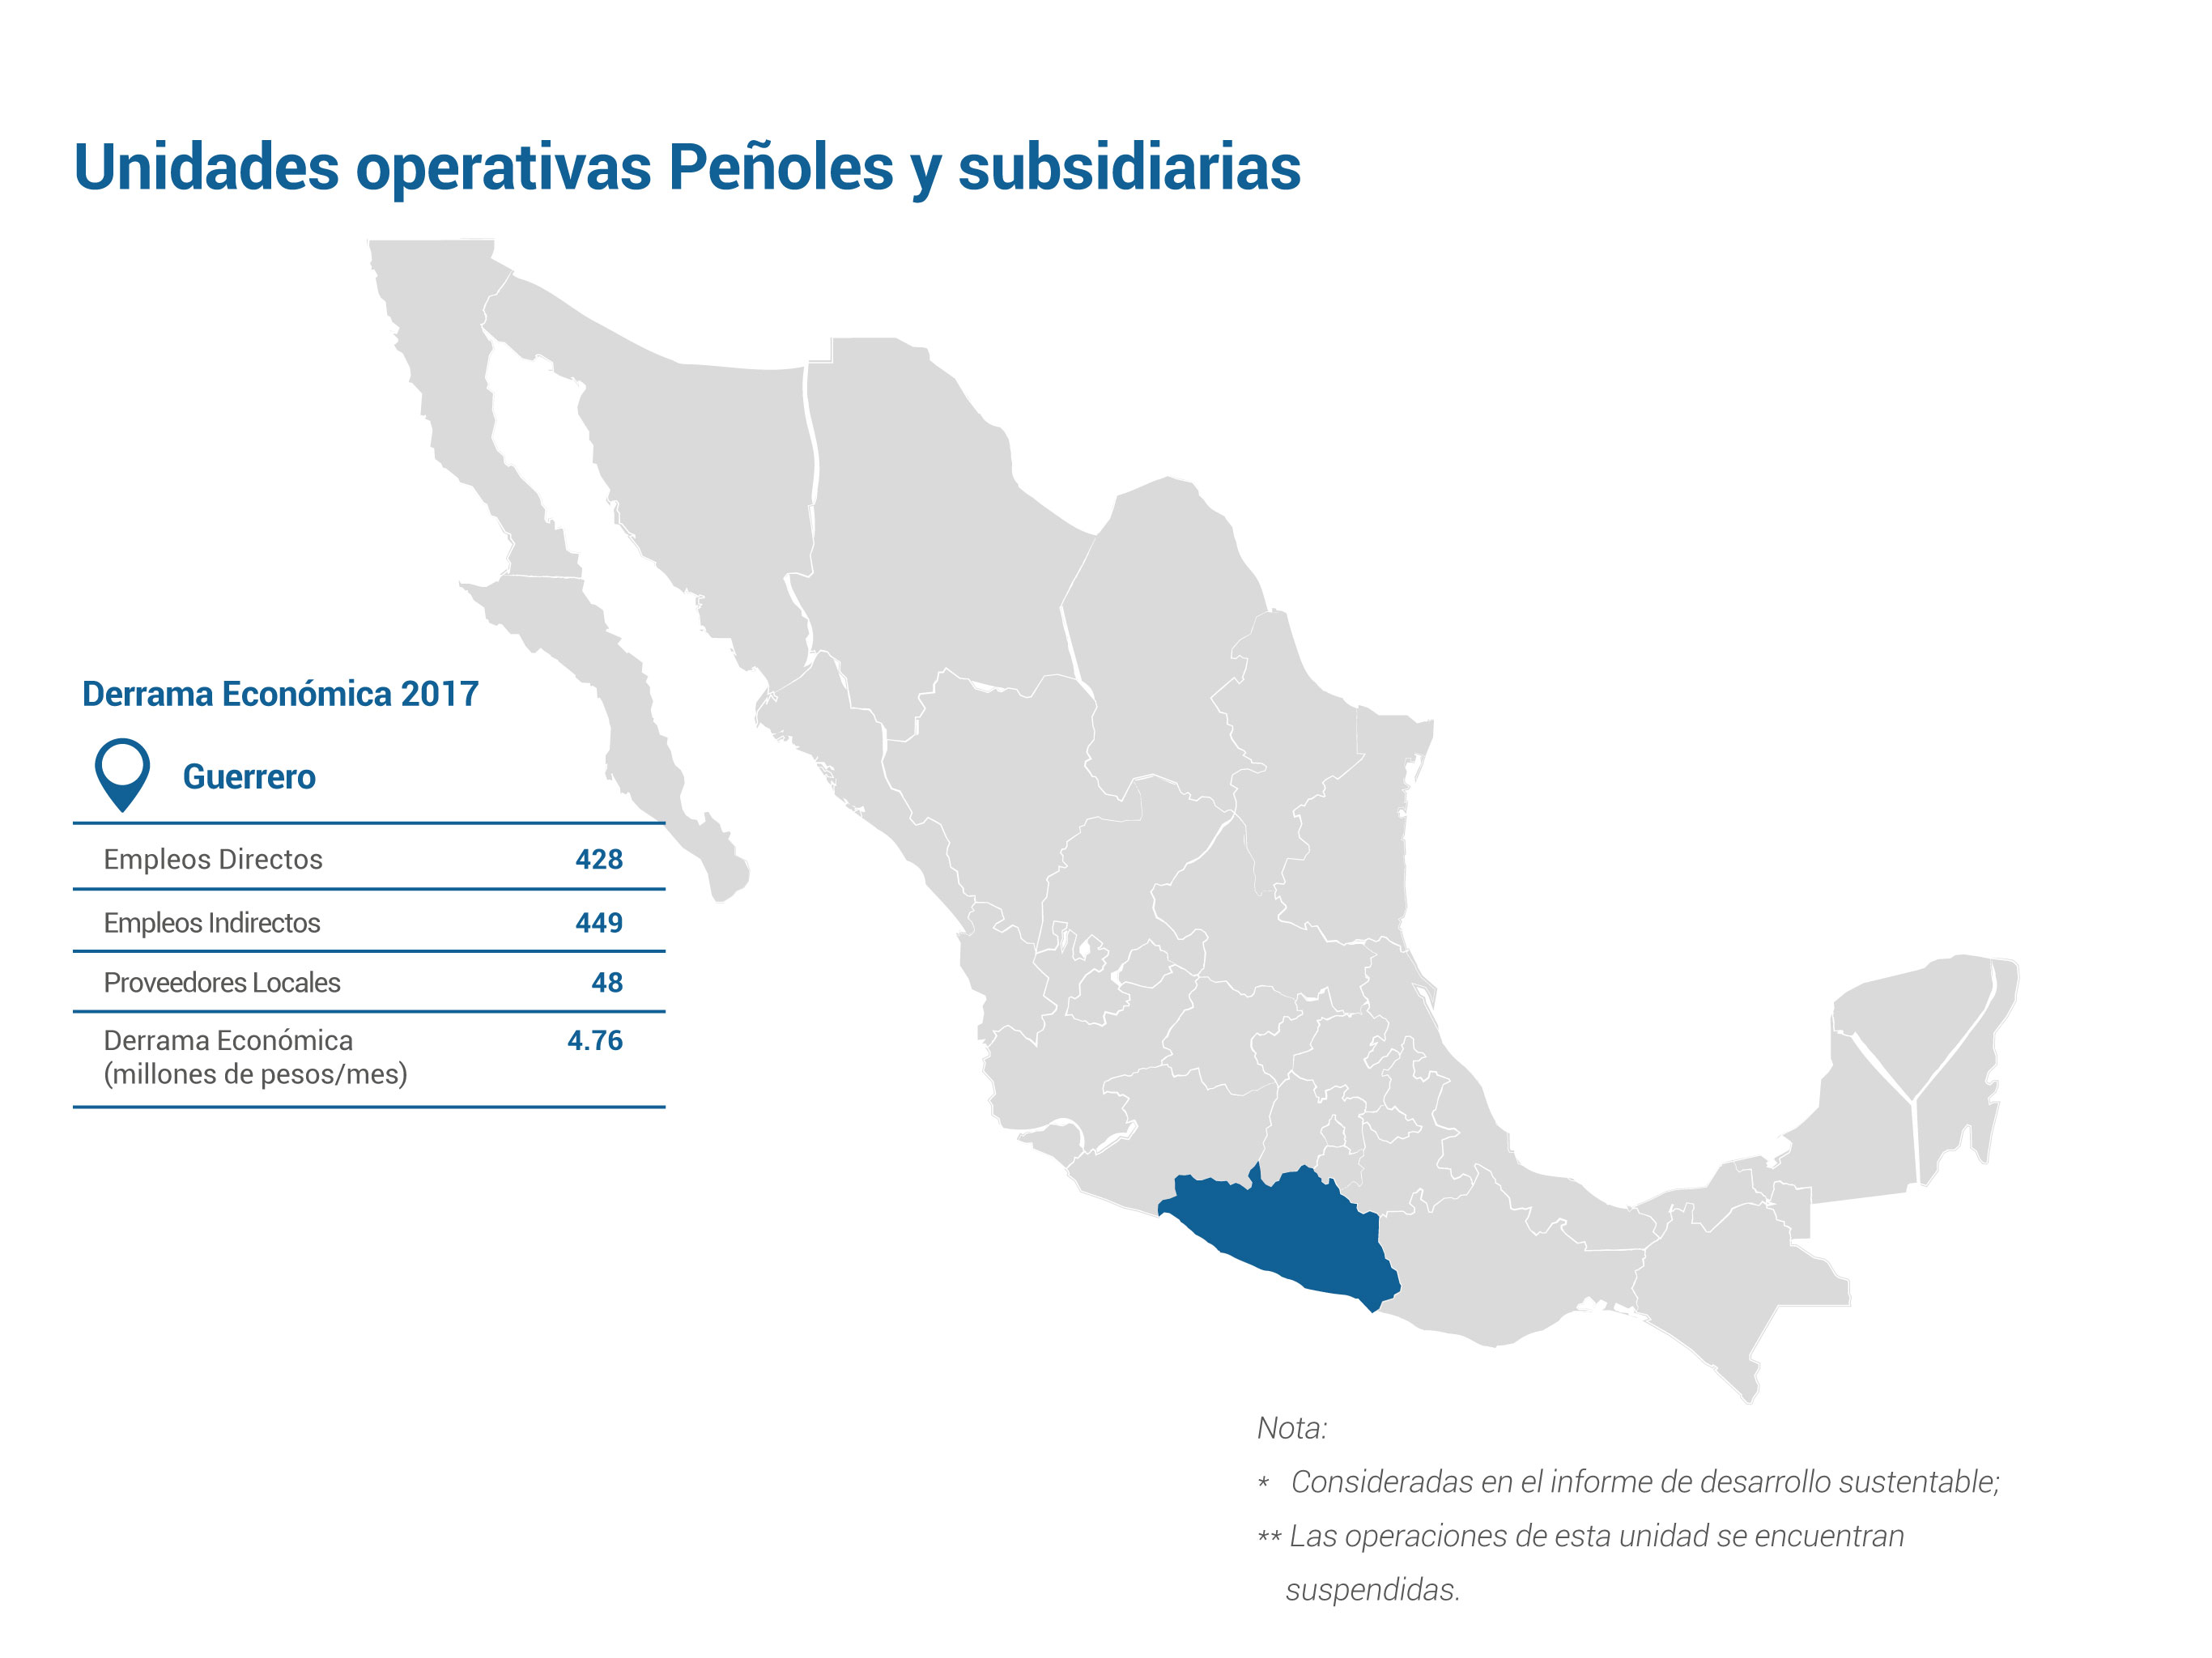 Unidades operativas Peñoles y subsidiarias
Derrama Económica 2017
Guerrero
Empleos Directos 428
Empleos Indirectos 449
Proveedores Locales 48
Derrama Económica 4.76
(millones de pesos/mes)
Nota:
* Consideradas en el informe de desarrollo sustentable;
** Las operaciones de esta unidad se encuentran
suspendidas.